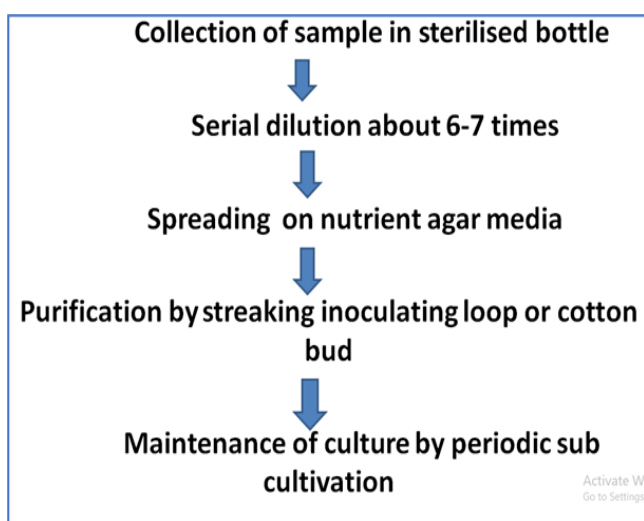 Collection of sample in sterilised bottle
Serial dilution about 6-7 times
Spreading on nutrient agar media
Purification by streaking inoculating loop or cotton
bud
Maintenance of culture by periodic sub
cultivation
Activate W
Go to Settings